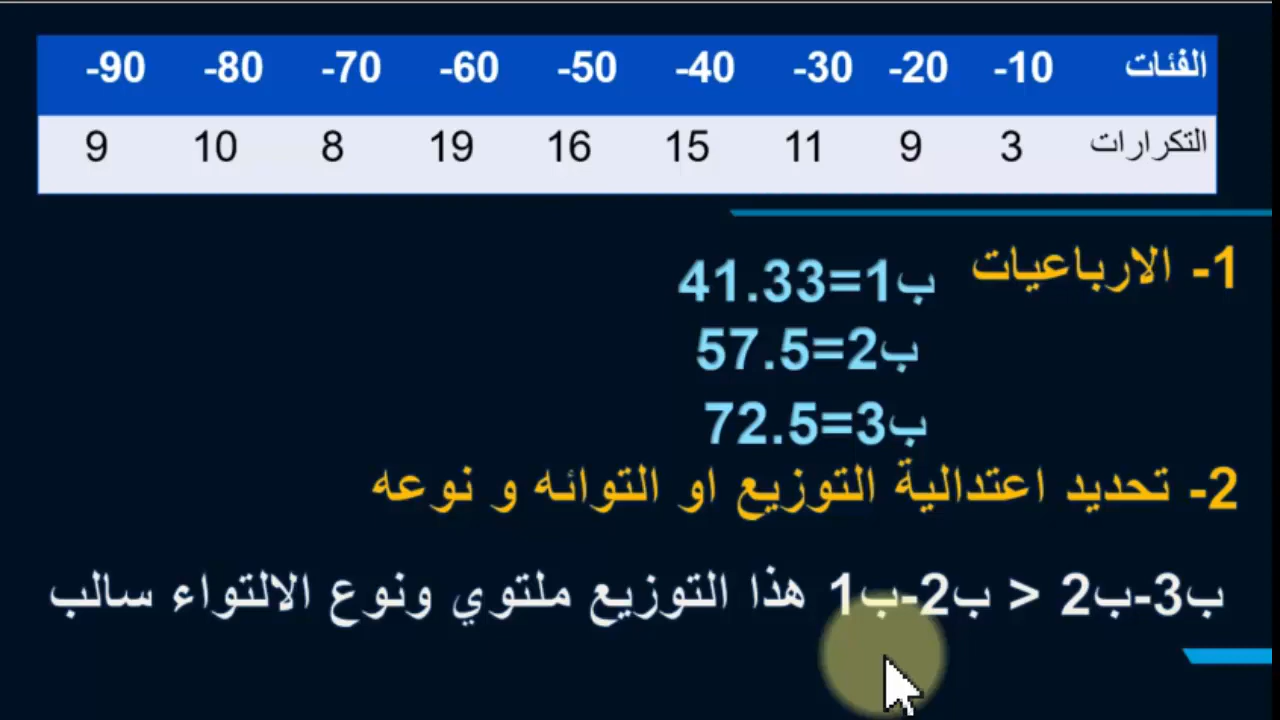 الفئات 10- 20- 30- 40- 50- 60- 70- 80- 90-
التكرارات 3 9 11 15 16 19 8 10 9
1- الارباعيات
ب1=41.33
ب2=57.5
ب3=72.5
2- تحديد اعتدالية التوزيع او التوائه و نوعه
ب3-ب2 < ب2-ب1 هذا التوزيع ملتوي ونوع الالتواء سالب